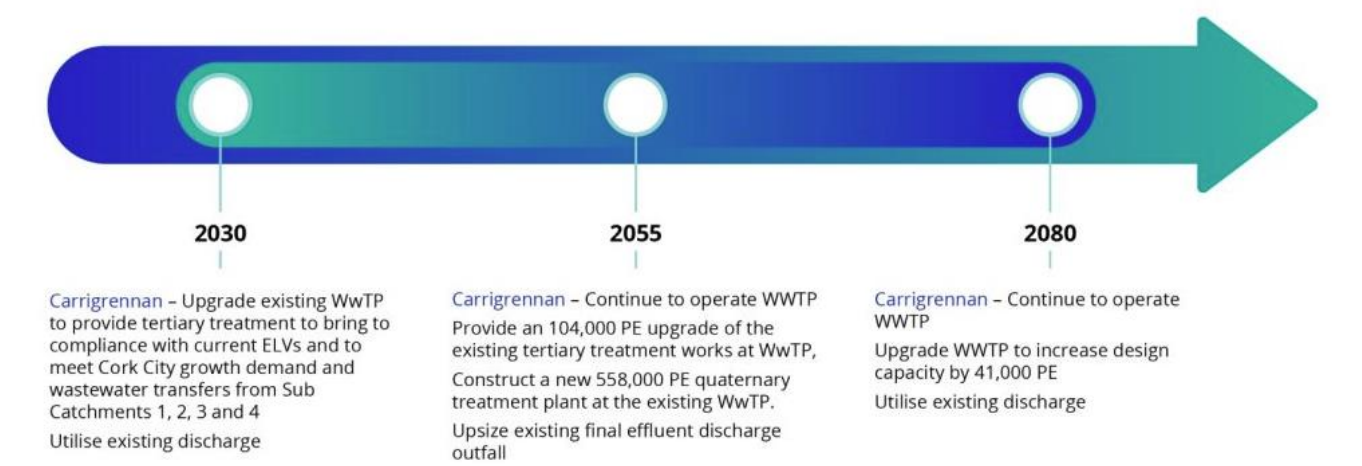 2030
Carrigrennan – Upgrade existing WwTP
to provide tertiary treatment to bring to
compliance with current ELVs and to
meet Cork City growth demand and
wastewater transfers from Sub
Catchments 1, 2, 3 and 4
Utilise existing discharge
2055
Carrigrennan – Continue to operate WWTP
Provide an 104,000 PE upgrade of the
existing tertiary treatment works at WwTP,
Construct a new 558,000 PE quaternary
treatment plant at the existing WwTP.
Upsize existing final effluent discharge
outfall
2080
Carrigrennan – Continue to operate
WWTP
Upgrade WWTP to increase design
capacity by 41,000 PE
Utilise existing discharge